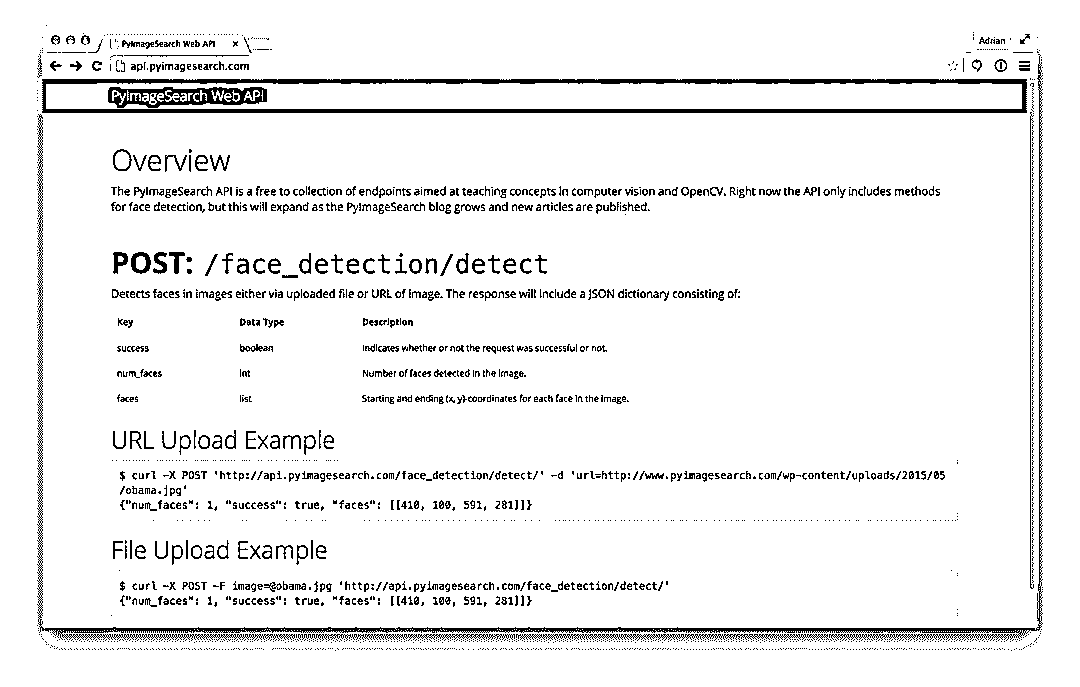 PyImageSearch Web API x
Adrian
api.pyimagesearch.com
PyImageSearch Web API
Overview
The PyImageSearch API is a free to collection of endpoints aimed at teaching concepts in computer vision and OpenCV. Right now the API only includes methods
for face detection, but this will expand as the PyImageSearch blog grows and new articles are published.
POST: /face_detection/detect
Detects faces in images either via uploaded file or URL of image. The response will include a JSON dictionary consisting of:
Key Data Type Description
success boolean Indicates whether or not the request was successful or not.
num_faces int Number of faces detected in the image.
faces list Starting and ending (x, y)-coordinates for each face in the image.
URL Upload Example
$ curl -X POST 'http://api.pyimagesearch.com/face_detection/detect/' -d 'url=http://www.pyimagesearch.com/wp-content/uploads/2015/05
/obama.jpg'
{"num_faces": 1, "success": true, "faces": [[410, 100, 591, 281]]}
File Upload Example
$ curl -X POST -F image=@obama.jpg 'http://api.pyimagesearch.com/face_detection/detect/'
{"num_faces": 1, "success": true, "faces": [[410, 100, 591, 281]]}